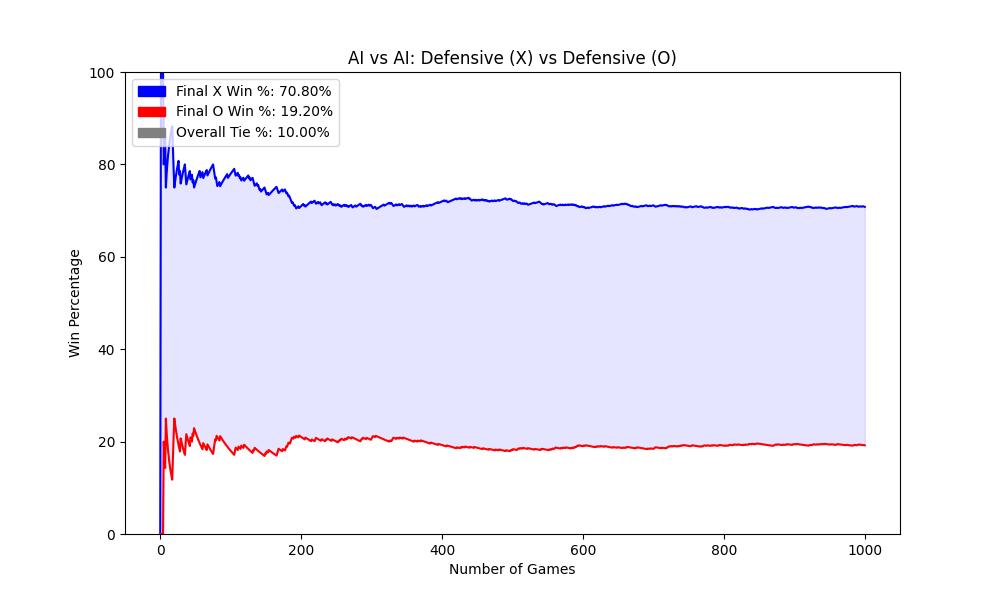 AI vs AI: Defensive (X) vs Defensive (O)
Final X Win %: 70.80%
Final O Win %: 19.20%
Overall Tie %: 10.00%
100
80
60
40
20
0
Win Percentage
0 200 400 600 800 1000
Number of Games